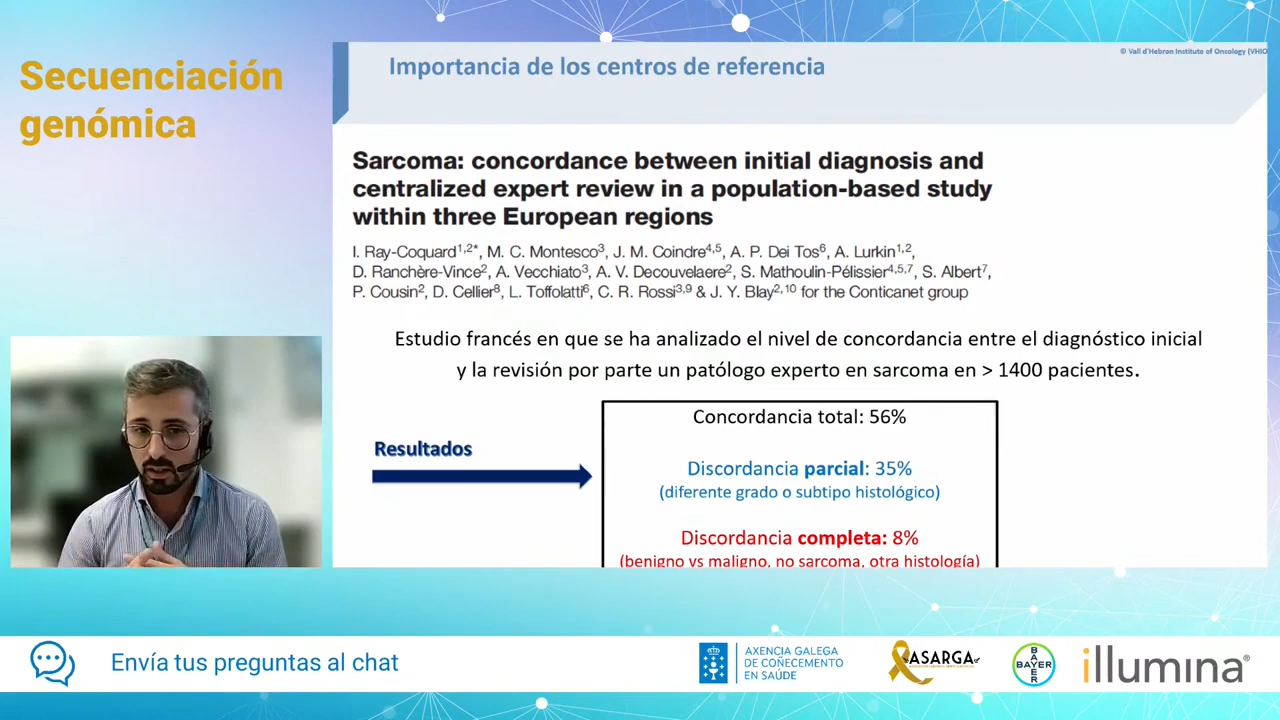 Secuenciación
genómica
© Vall d'Hebron Institute of Oncology (VHIO
Importancia de los centros de referencia
Sarcoma: concordance between initial diagnosis and
centralized expert review in a population-based study
within three European regions
I. Ray-Coquard1,2*, M. C. Montesco3, J. M. Coindre4,5, A. P. Dei Tos6, A. Lurkin1,2,
D. Ranchère-Vince2, A. Vecchiato3, A. V. Decouvelaere2, S. Mathoulin-Pélissier4,5,7, S. Albert7,
P. Cousin2, D. Cellier8, L. Toffolatti6, C. R. Rossi3,9 & J. Y. Blay2,10 for the Conticanet group
Estudio francés en que se ha analizado el nivel de concordancia entre el diagnóstico inicial
y la revisión por parte un patólogo experto en sarcoma en > 1400 pacientes.
Resultados
Concordancia total: 56%
Discordancia parcial: 35%
(diferente grado o subtipo histológico)
Discordancia completa: 8%
(benigno vs maligno, no sarcoma, otra histología)
Envía tus preguntas al chat
AXENCIA GALEGA
DE COÑECEMENTO
EN SAÚDE
ASARGA
BAYER
BAYER
illumina®